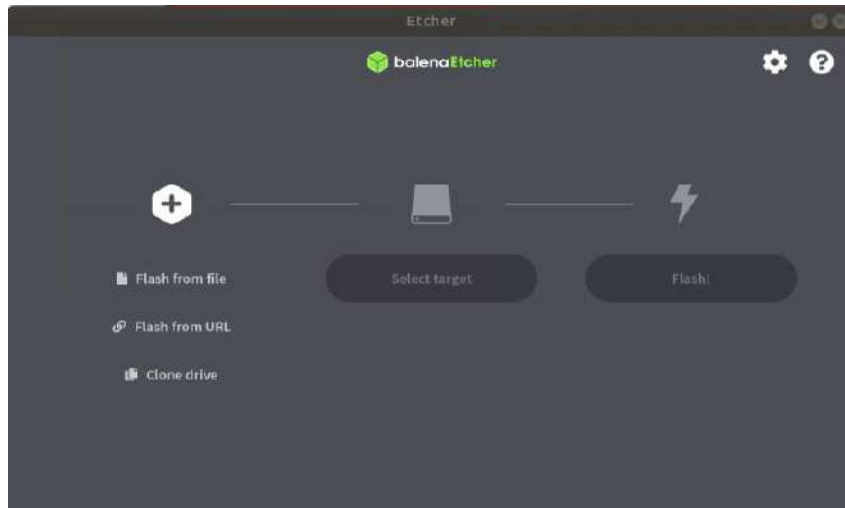 Etcher
balenaEtcher
Flash from file
Select target
Flash!
Flash from URL
Clone drive